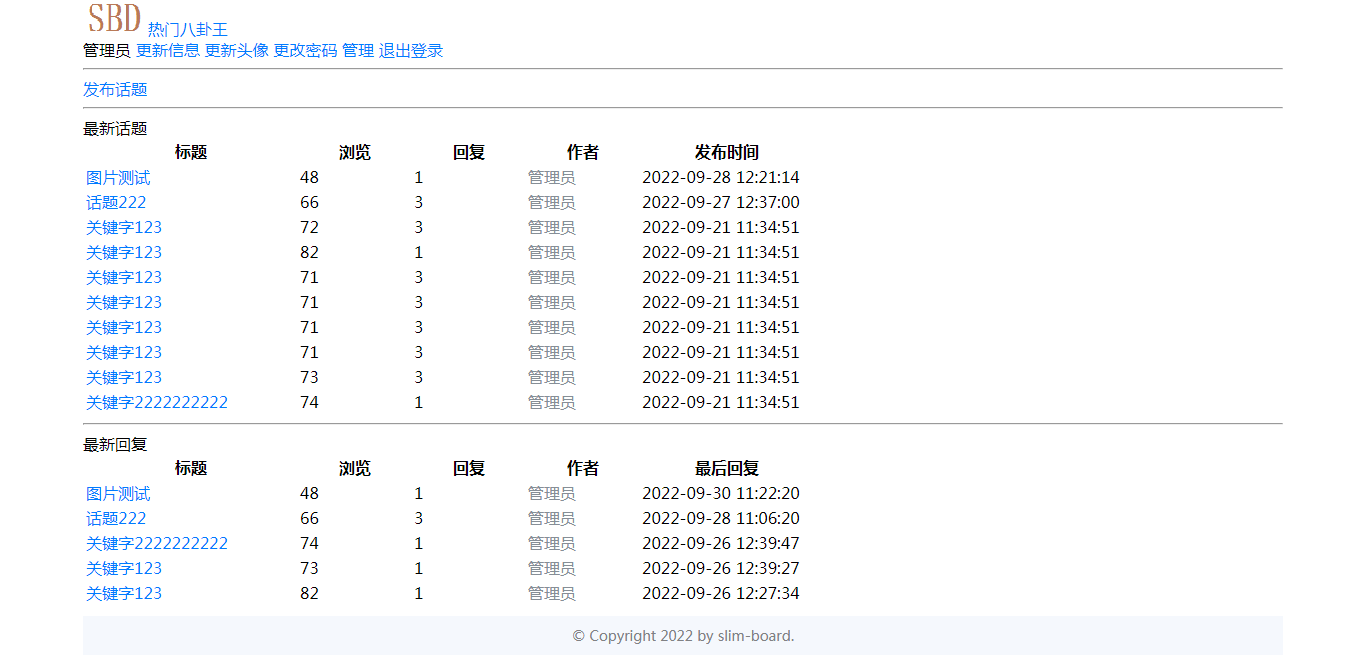 SBD 热门八卦王
管理员 更新信息 更新头像 更改密码 管理 退出登录
发布话题
最新话题
标题 浏览 回复 作者 发布时间
图片测试 48 1 管理员 2022-09-28 12:21:14
话题222 66 3 管理员 2022-09-27 12:37:00
关键字123 72 3 管理员 2022-09-21 11:34:51
关键字123 82 1 管理员 2022-09-21 11:34:51
关键字123 71 3 管理员 2022-09-21 11:34:51
关键字123 71 3 管理员 2022-09-21 11:34:51
关键字123 71 3 管理员 2022-09-21 11:34:51
关键字123 71 3 管理员 2022-09-21 11:34:51
关键字123 73 3 管理员 2022-09-21 11:34:51
关键字2222222222 74 1 管理员 2022-09-21 11:34:51
最新回复
标题 浏览 回复 作者 最后回复
图片测试 48 1 管理员 2022-09-30 11:22:20
话题222 66 3 管理员 2022-09-28 11:06:20
关键字2222222222 74 1 管理员 2022-09-26 12:39:47
关键字123 73 1 管理员 2022-09-26 12:39:27
关键字123 82 1 管理员 2022-09-26 12:27:34
© Copyright 2022 by slim-board.